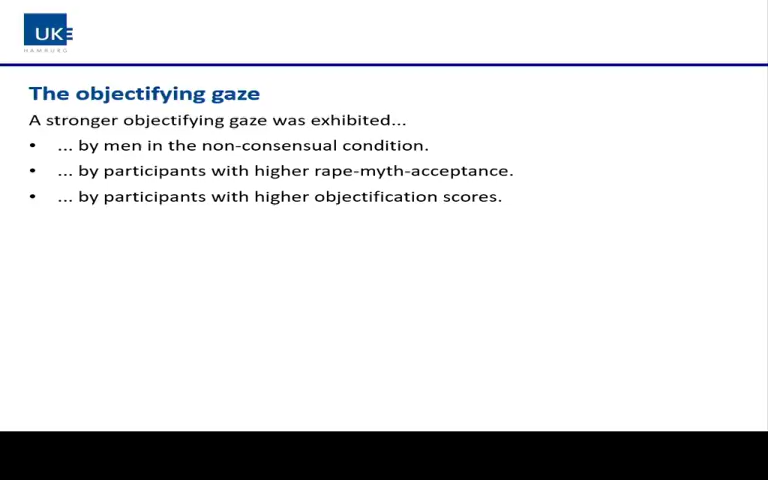 UKE
HAMBURG
The objectifying gaze
A stronger objectifying gaze was exhibited...
• ... by men in the non-consensual condition.
• ... by participants with higher rape-myth-acceptance.
• ... by participants with higher objectification scores.